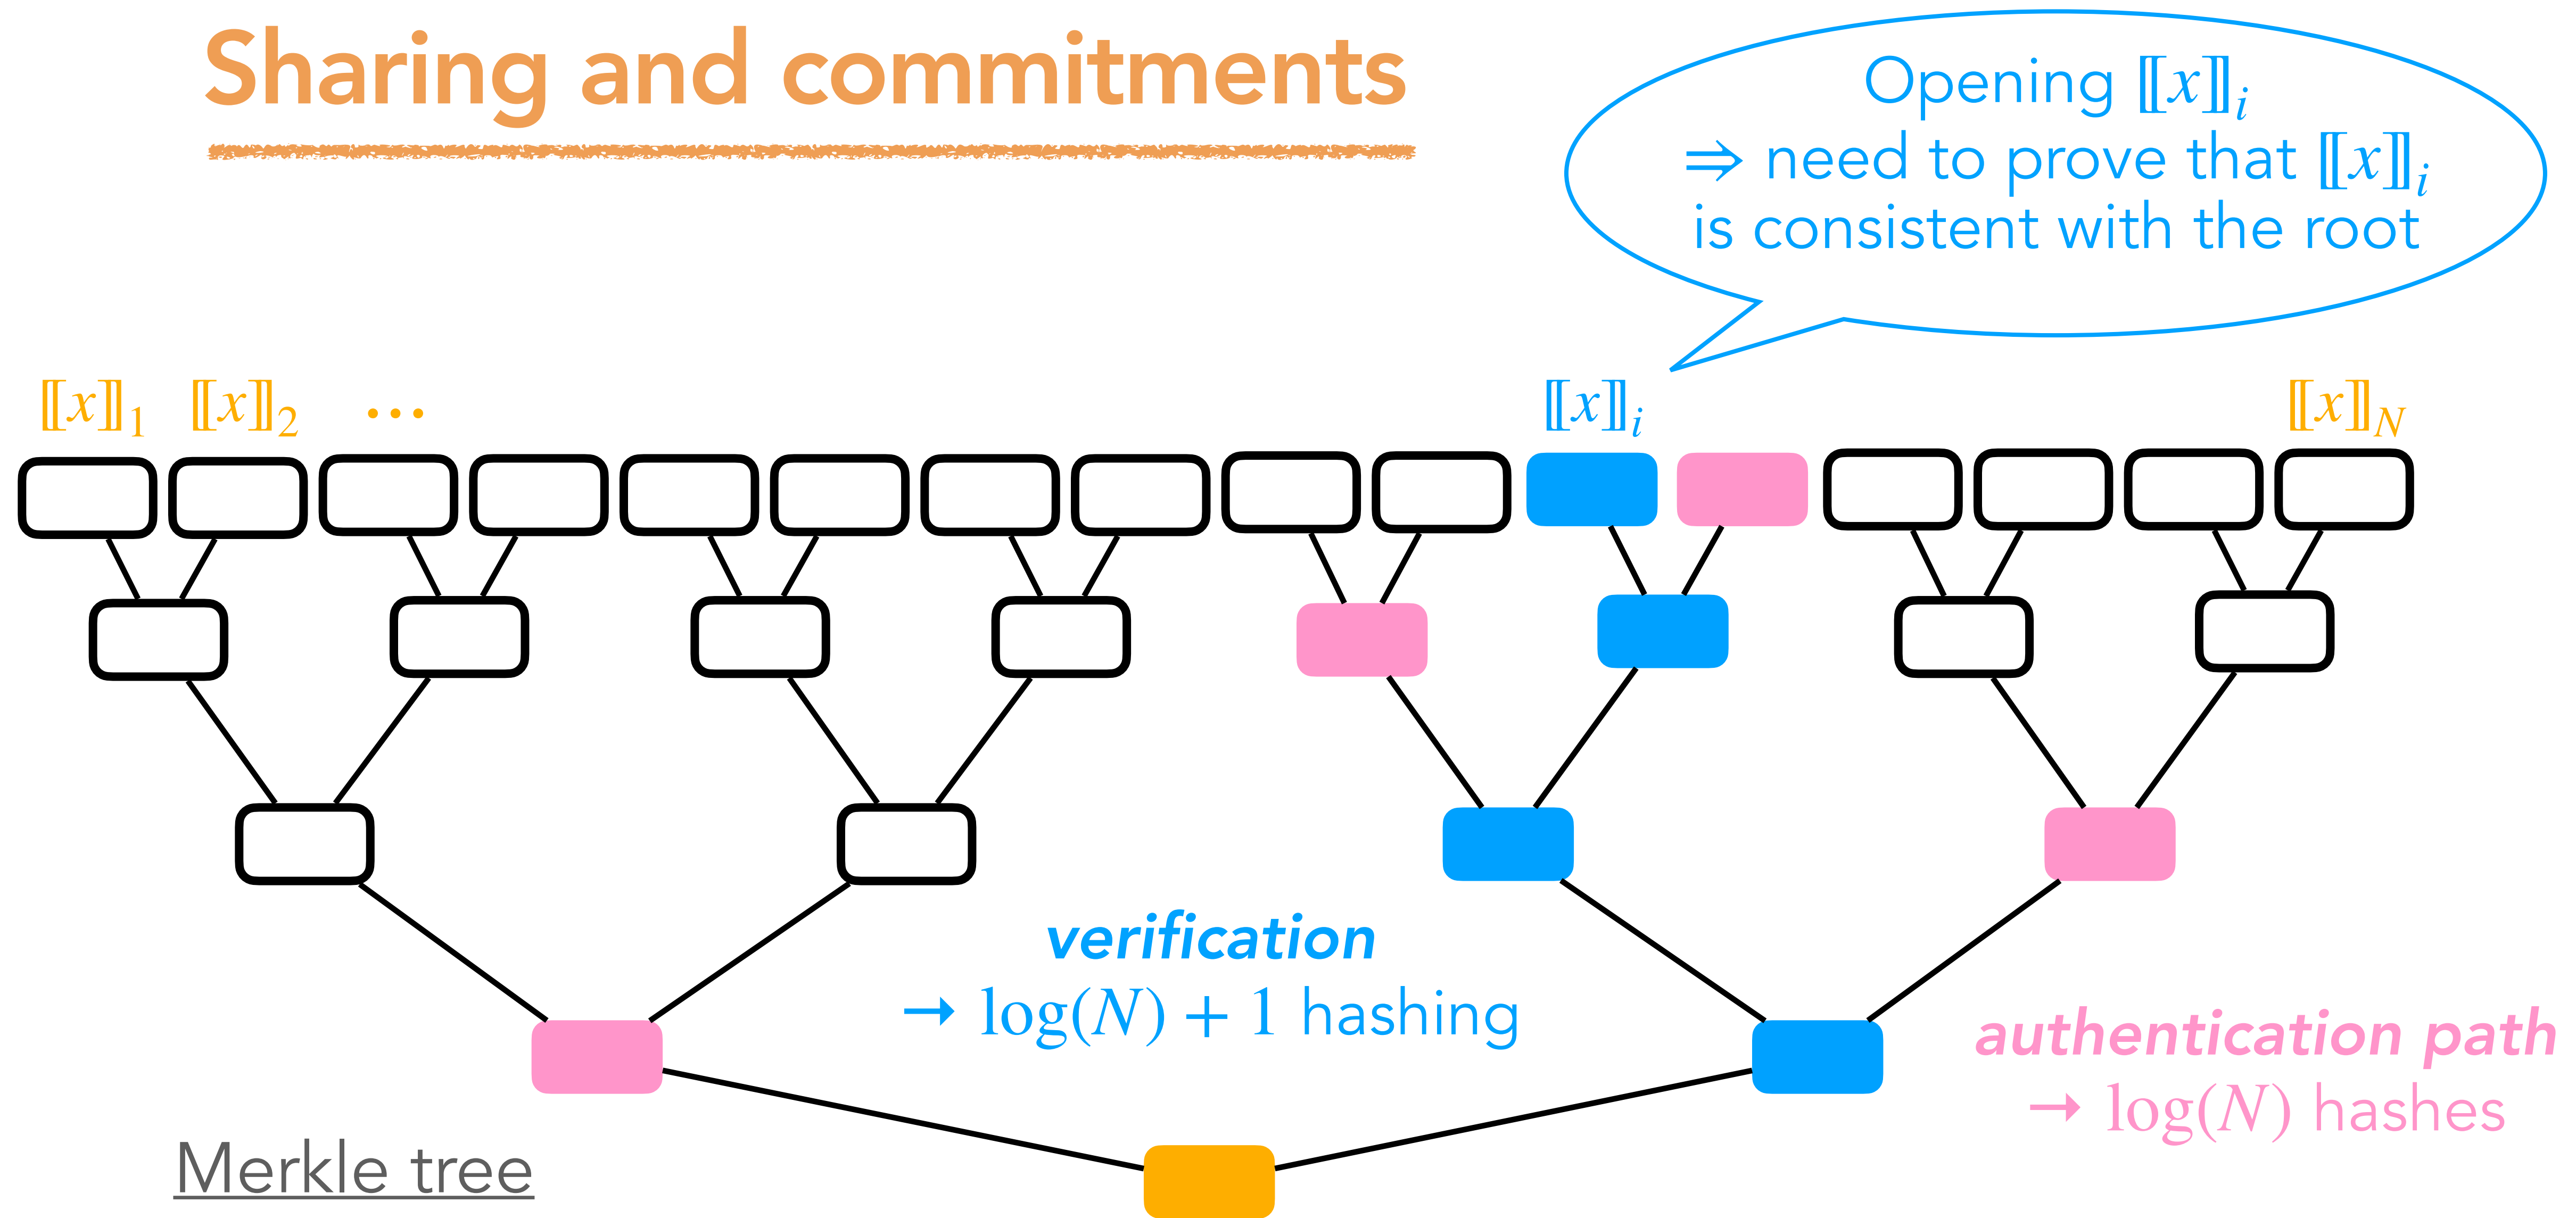 Sharing and commitments
Opening ⟦x⟧ᵢ
⇒ need to prove that ⟦x⟧ᵢ
is consistent with the root
⟦x⟧₁ ⟦x⟧₂ … ⟦x⟧ᵢ ⟦x⟧_N
verification
→ log(N) + 1 hashing
authentication path
→ log(N) hashes
Merkle tree